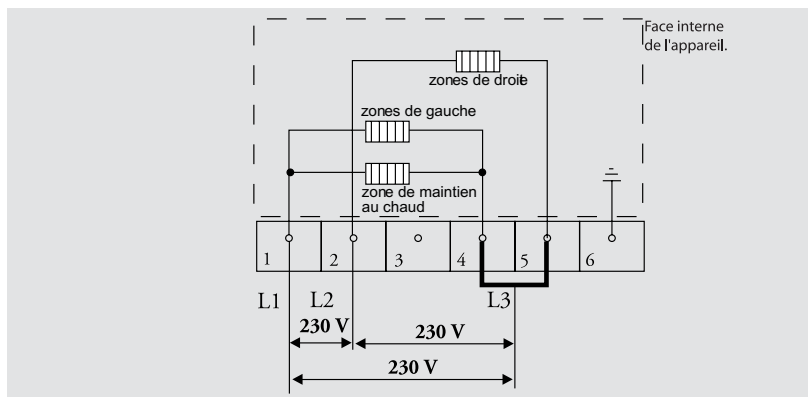 Face interne
de l'appareil.
zones de droite
zones de gauche
zone de maintien
au chaud
1 2 3 4 5 6
L1 L2 L3
230 V 230 V
230 V